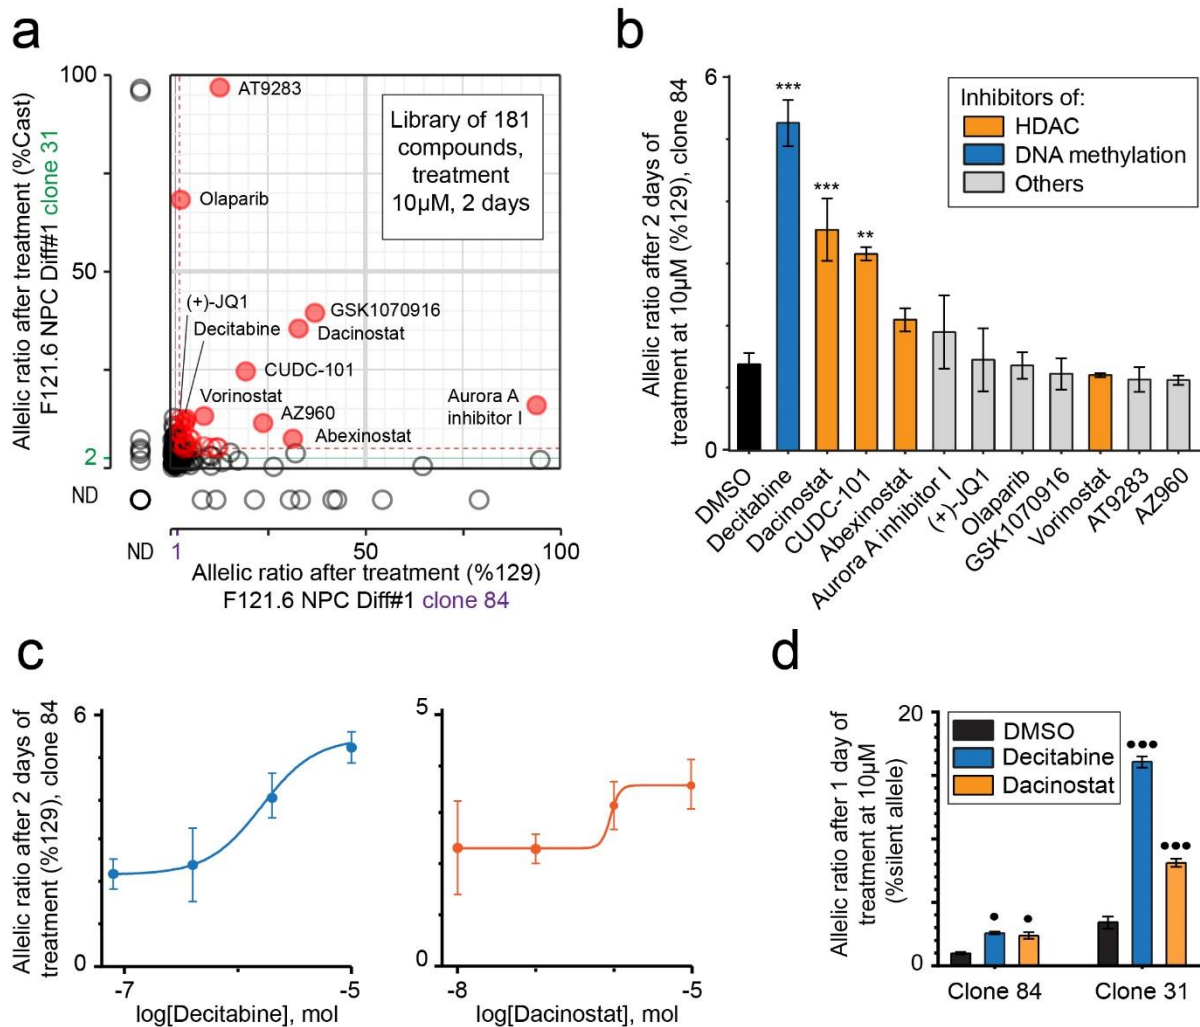 a
Allelic ratio after treatment (%Cast)
F121.6 NPC Diff#1 clone 31
100
50
2
ND
AT9283
Library of 181
compounds,
treatment
10µM, 2 days
Olaparib
(+)-JQ1
Decitabine
GSK1070916
Dacinostat
CUDC-101
Vorinostat
AZ960
Abexinostat
Aurora A
inhibitor I
ND
1
50
100
Allelic ratio after treatment (%129)
F121.6 NPC Diff#1 clone 84
b
Allelic ratio after 2 days of
treatment at 10µM (%129), clone 84
6
0
***
***
**
Inhibitors of:
HDAC
DNA methylation
Others
DMSO
Decitabine
Dacinostat
CUDC-101
Abexinostat
Aurora A inhibitor I
(+)-JQ1
Olaparib
GSK1070916
Vorinostat
AT9283
AZ960
c
Allelic ratio after 2 days of
treatment (%129), clone 84
6
0
-7
-5
log[Decitabine], mol
5
0
-8
-5
log[Dacinostat], mol
d
Allelic ratio after 1 day of
treatment at 10µM
(%silent allele)
20
0
DMSO
Decitabine
Dacinostat
•
•
•••
•••
Clone 84
Clone 31